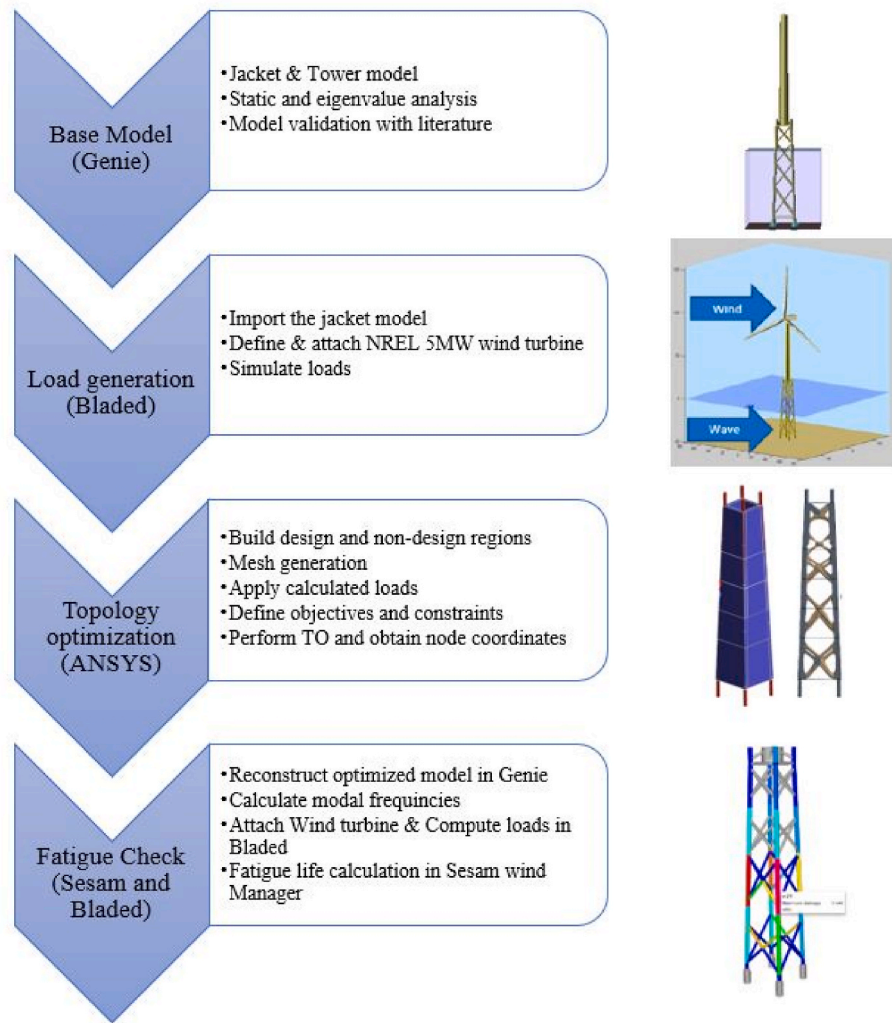 Base Model
(Genie)
•Jacket & Tower model
•Static and eigenvalue analysis
•Model validation with literature
Load generation
(Bladed)
•Import the jacket model
•Define & attach NREL 5MW wind turbine
•Simulate loads
Wind
Wave
Topology
optimization
(ANSYS)
•Build design and non-design regions
•Mesh generation
•Apply calculated loads
•Define objectives and constraints
•Perform TO and obtain node coordinates
Fatigue Check
(Sesam and
Bladed)
•Reconstruct optimized model in Genie
•Calculate modal frequincies
•Attach Wind turbine & Compute loads in
Bladed
•Fatigue life calculation in Sesam wind
Manager